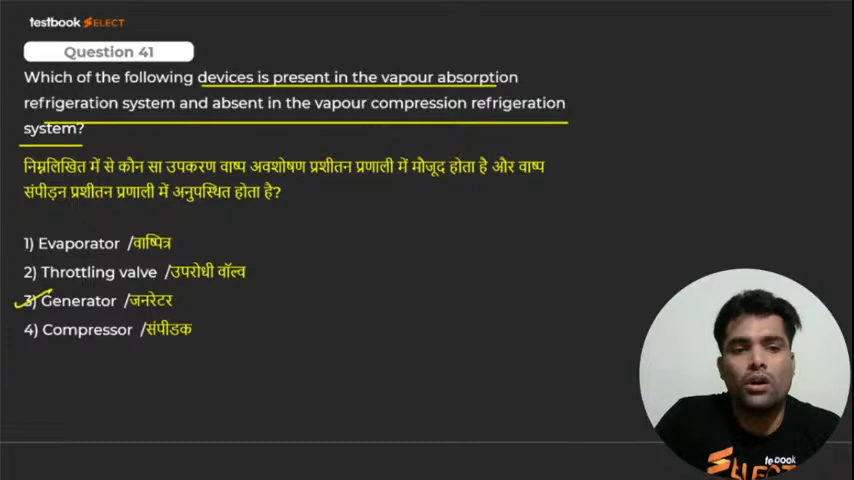 testbook SELECT
Question 41
Which of the following devices is present in the vapour absorption
refrigeration system and absent in the vapour compression refrigeration
system?
निम्नलिखित में से कौन सा उपकरण वाष्प अवशोषण प्रशीतन प्रणाली में मौजूद होता है और वाष्प
संपीड़न प्रशीतन प्रणाली में अनुपस्थित होता है?
1) Evaporator /वाष्पित्र
2) Throttling valve /उपरोधी वॉल्व
3) Generator /जनरेटर
4) Compressor /संपीडक
testbook
SELECT